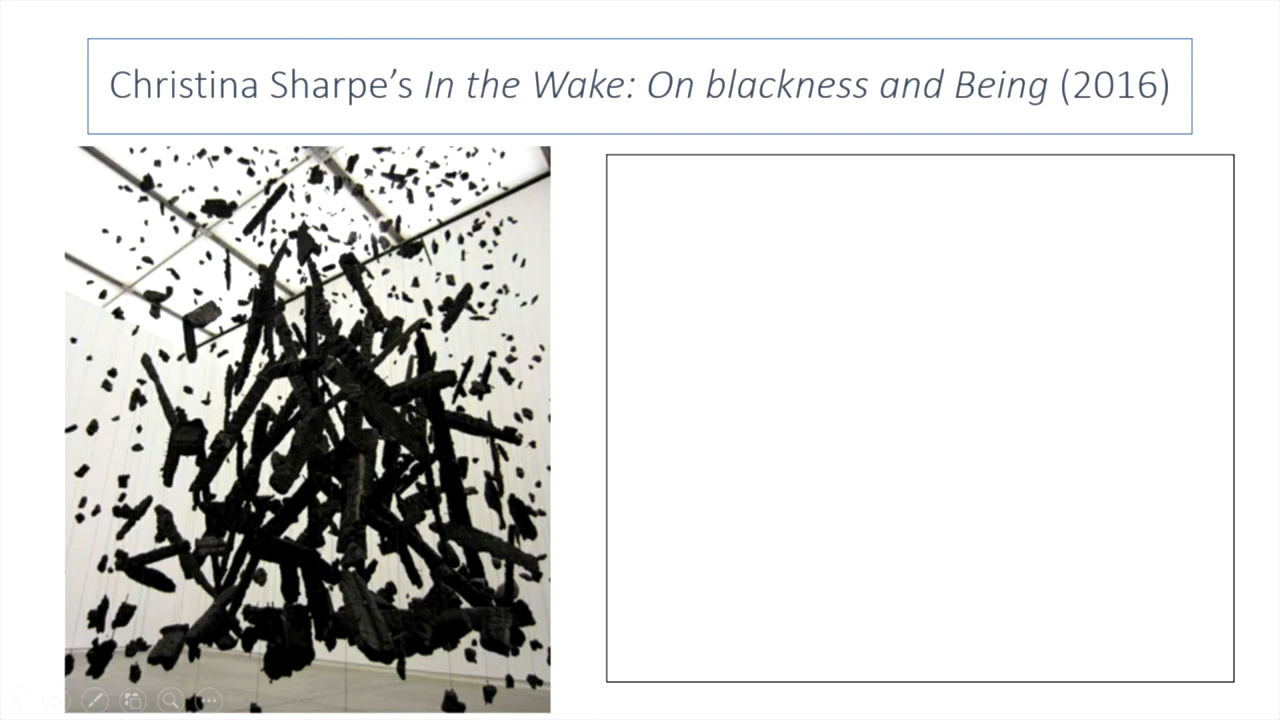 Christina Sharpe’s In the Wake: On blackness and Being (2016)